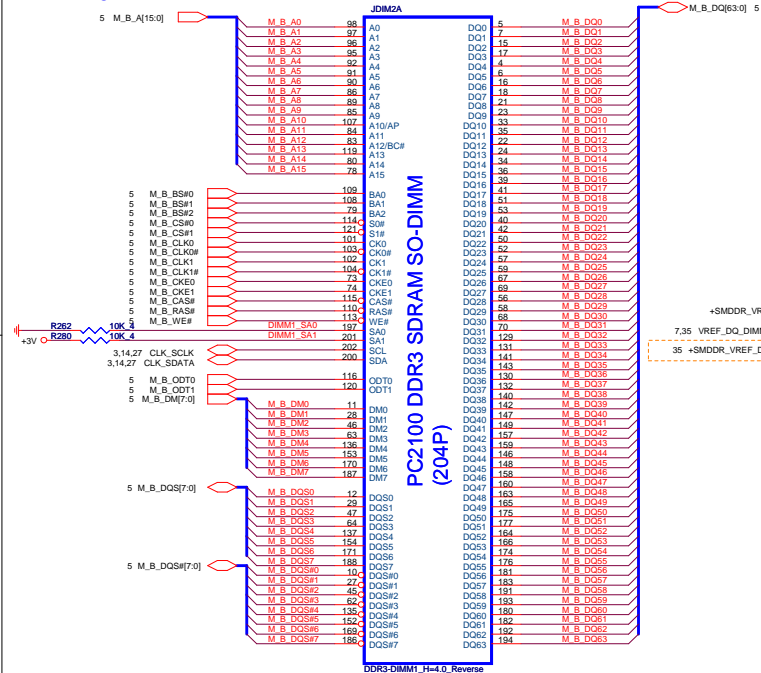 JDIM2A
5 M_B_A[15:0]
M_B_DQ[63:0] 5
M_B_A0 98 A0
M_B_A1 97 A1
M_B_A2 96 A2
M_B_A3 95 A3
M_B_A4 92 A4
M_B_A5 91 A5
M_B_A6 90 A6
M_B_A7 86 A7
M_B_A8 89 A8
M_B_A9 85 A9
M_B_A10 107 A10/AP
M_B_A11 84 A11
M_B_A12 83 A12/BC#
M_B_A13 119 A13
M_B_A14 80 A14
M_B_A15 78 A15
5 M_B_BS#0 109 BA0
5 M_B_BS#1 108 BA1
5 M_B_BS#2 79 BA2
5 M_B_CS#0 114 S0#
5 M_B_CS#1 121 S1#
5 M_B_CLK0 101 CK0
5 M_B_CLK0# 103 CK0#
5 M_B_CLK1 102 CK1
5 M_B_CLK1# 104 CK1#
5 M_B_CKE0 73 CKE0
5 M_B_CKE1 74 CKE1
5 M_B_CAS# 115 CAS#
5 M_B_RAS# 110 RAS#
5 M_B_WE# 113 WE#
R262 10K_4 DIMM1_SA0 197 SA0
+3V R280 10K_4 DIMM1_SA1 201 SA1
3,14,27 CLK_SCLK 202 SCL
3,14,27 CLK_SDATA 200 SDA
5 M_B_ODT0 116 ODT0
5 M_B_ODT1 120 ODT1
5 M_B_DM[7:0]
M_B_DM0 11 DM0
M_B_DM1 28 DM1
M_B_DM2 46 DM2
M_B_DM3 63 DM3
M_B_DM4 136 DM4
M_B_DM5 153 DM5
M_B_DM6 170 DM6
M_B_DM7 187 DM7
5 M_B_DQS[7:0]
M_B_DQS0 12 DQS0
M_B_DQS1 29 DQS1
M_B_DQS2 47 DQS2
M_B_DQS3 64 DQS3
M_B_DQS4 137 DQS4
M_B_DQS5 154 DQS5
M_B_DQS6 171 DQS6
M_B_DQS7 188 DQS7
5 M_B_DQS#[7:0]
M_B_DQS#0 10 DQS#0
M_B_DQS#1 27 DQS#1
M_B_DQS#2 45 DQS#2
M_B_DQS#3 62 DQS#3
M_B_DQS#4 135 DQS#4
M_B_DQS#5 152 DQS#5
M_B_DQS#6 169 DQS#6
M_B_DQS#7 186 DQS#7
PC2100 DDR3 SDRAM SO-DIMM
(204P)
DQ0 5 M_B_DQ0
DQ1 7 M_B_DQ1
DQ2 15 M_B_DQ2
DQ3 17 M_B_DQ3
DQ4 4 M_B_DQ4
DQ5 6 M_B_DQ5
DQ6 16 M_B_DQ6
DQ7 18 M_B_DQ7
DQ8 21 M_B_DQ8
DQ9 23 M_B_DQ9
DQ10 33 M_B_DQ10
DQ11 35 M_B_DQ11
DQ12 22 M_B_DQ12
DQ13 24 M_B_DQ13
DQ14 34 M_B_DQ14
DQ15 36 M_B_DQ15
DQ16 39 M_B_DQ16
DQ17 41 M_B_DQ17
DQ18 51 M_B_DQ18
DQ19 53 M_B_DQ19
DQ20 40 M_B_DQ20
DQ21 42 M_B_DQ21
DQ22 50 M_B_DQ22
DQ23 52 M_B_DQ23
DQ24 57 M_B_DQ24
DQ25 59 M_B_DQ25
DQ26 67 M_B_DQ26
DQ27 69 M_B_DQ27
DQ28 56 M_B_DQ28
DQ29 58 M_B_DQ29
DQ30 68 M_B_DQ30
DQ31 70 M_B_DQ31
DQ32 129 M_B_DQ32
DQ33 131 M_B_DQ33
DQ34 141 M_B_DQ34
DQ35 143 M_B_DQ35
DQ36 130 M_B_DQ36
DQ37 132 M_B_DQ37
DQ38 140 M_B_DQ38
DQ39 142 M_B_DQ39
DQ40 147 M_B_DQ40
DQ41 149 M_B_DQ41
DQ42 157 M_B_DQ42
DQ43 159 M_B_DQ43
DQ44 146 M_B_DQ44
DQ45 148 M_B_DQ45
DQ46 158 M_B_DQ46
DQ47 160 M_B_DQ47
DQ48 163 M_B_DQ48
DQ49 165 M_B_DQ49
DQ50 175 M_B_DQ50
DQ51 177 M_B_DQ51
DQ52 164 M_B_DQ52
DQ53 166 M_B_DQ53
DQ54 174 M_B_DQ54
DQ55 176 M_B_DQ55
DQ56 181 M_B_DQ56
DQ57 183 M_B_DQ57
DQ58 191 M_B_DQ58
DQ59 193 M_B_DQ59
DQ60 180 M_B_DQ60
DQ61 182 M_B_DQ61
DQ62 192 M_B_DQ62
DQ63 194 M_B_DQ63
+SMDDR_VR
7,35 VREF_DQ_DIMM
35 +SMDDR_VREF_D
DDR3-DIMM1_H=4.0_Reverse